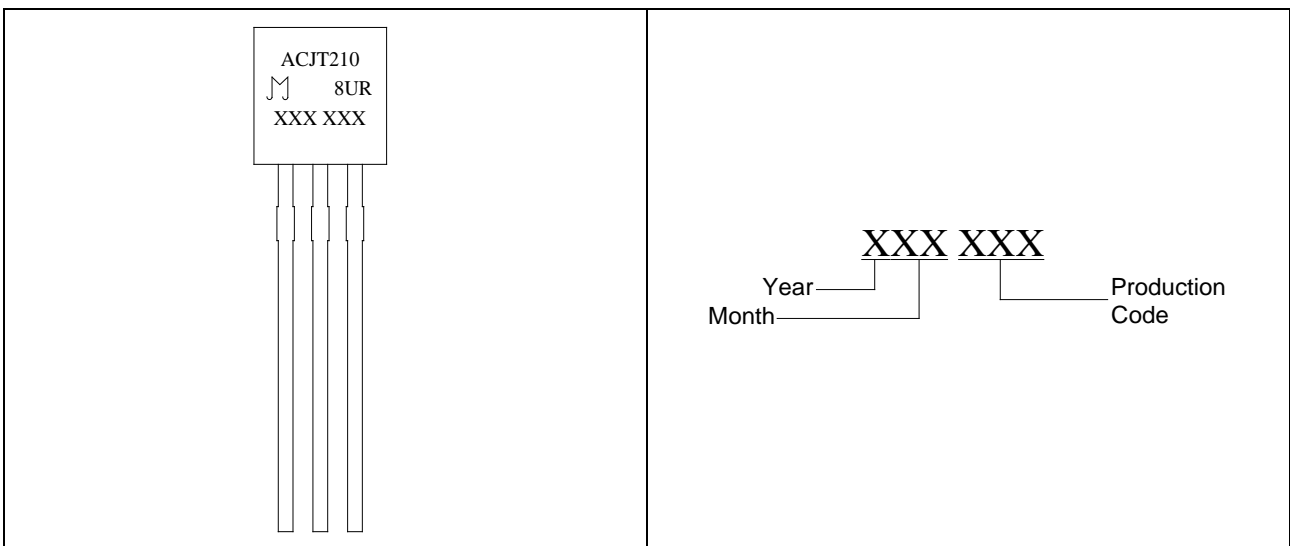 ACJT210
8UR
XXX XXX
XXX XXX
Year
Month
Production
Code